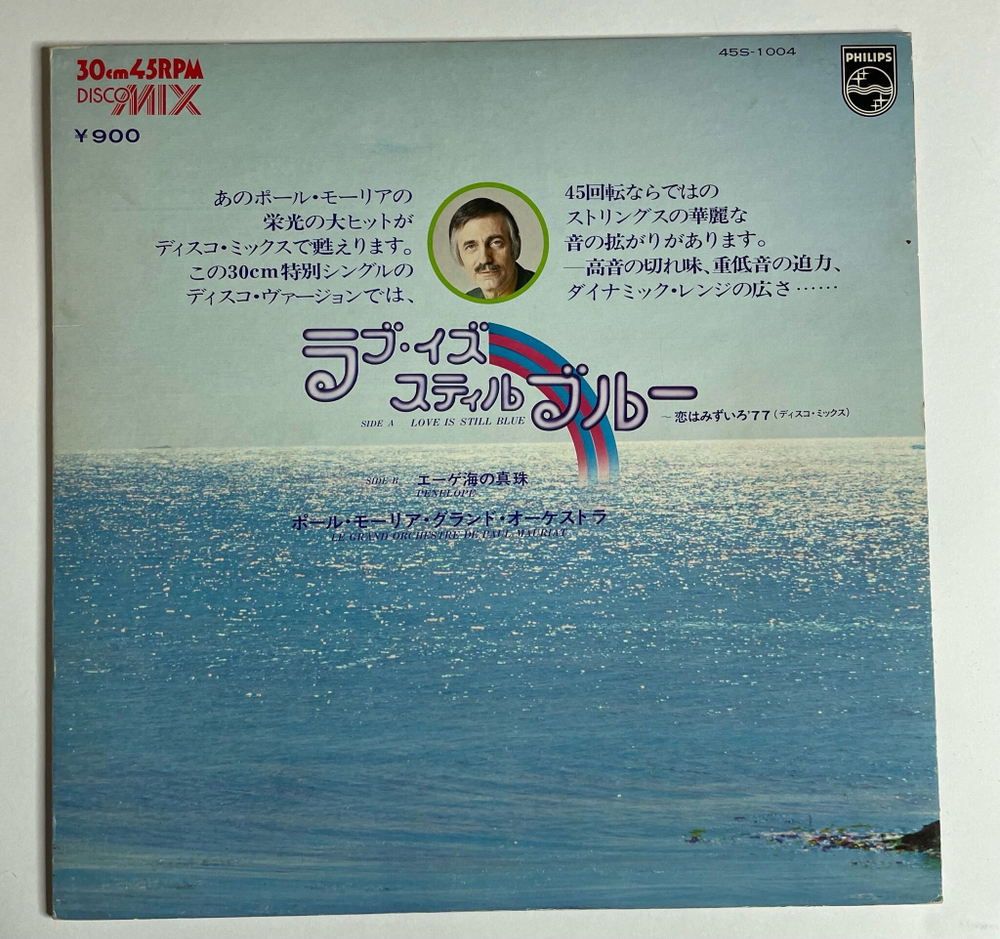 30cm45RPM
DISCO MIX
¥900
45S-1004
PHILIPS
あのポール・モーリアの
栄光の大ヒットが
ディスコ・ミックスで甦えります。
この30cm特別シングルの
ディスコ・ヴァージョンでは、
45回転ならではの
ストリングスの華麗な
音の拡がりがあります。
—高音の切れ味、重低音の迫力、
ダイナミック・レンジの広さ……
ラブ・イズ
スティル ブルー
~恋はみずいろ'77(ディスコ・ミックス)
SIDE A LOVE IS STILL BLUE
SIDE B エーゲ海の真珠
PENELOPE
ポール・モーリア・グランド・オーケストラ
LE GRAND ORCHESTRE DE PAUL MAURIAT